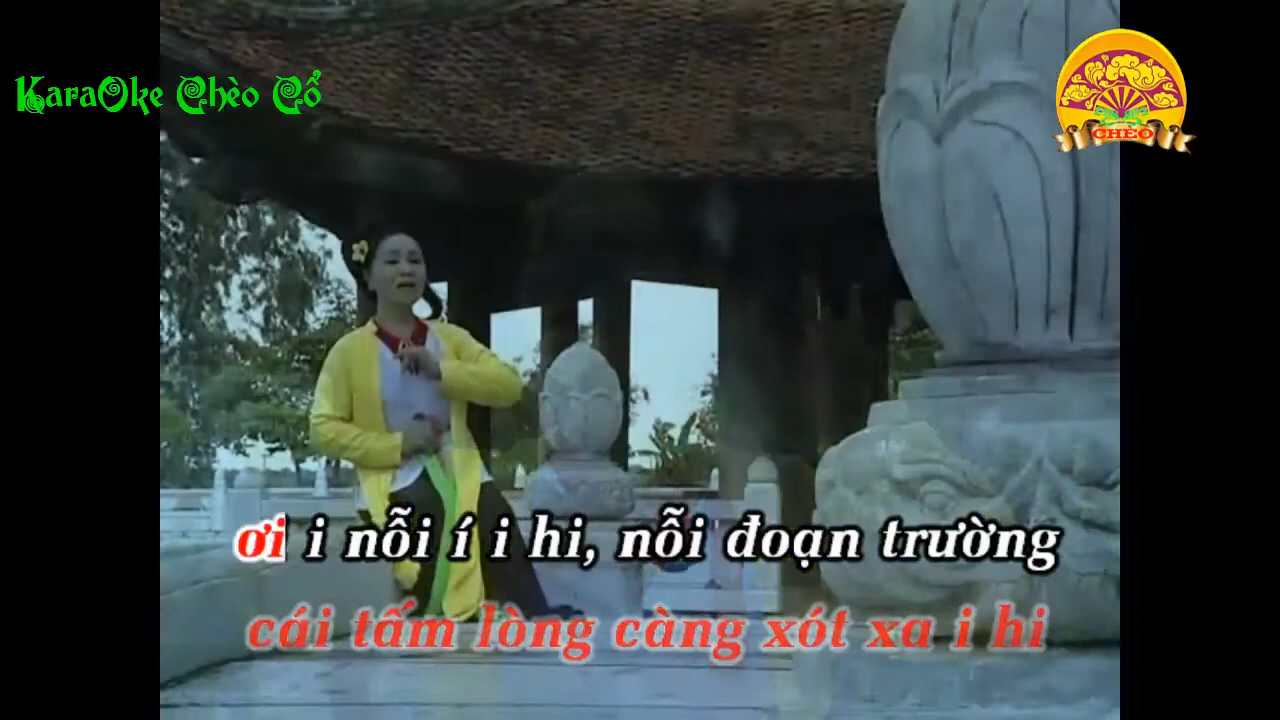 KaraOke Chèo Cổ
CHÈO
ơi i nỗi í i hi, nỗi đoạn trường
cái tấm lòng càng xót xa i hi